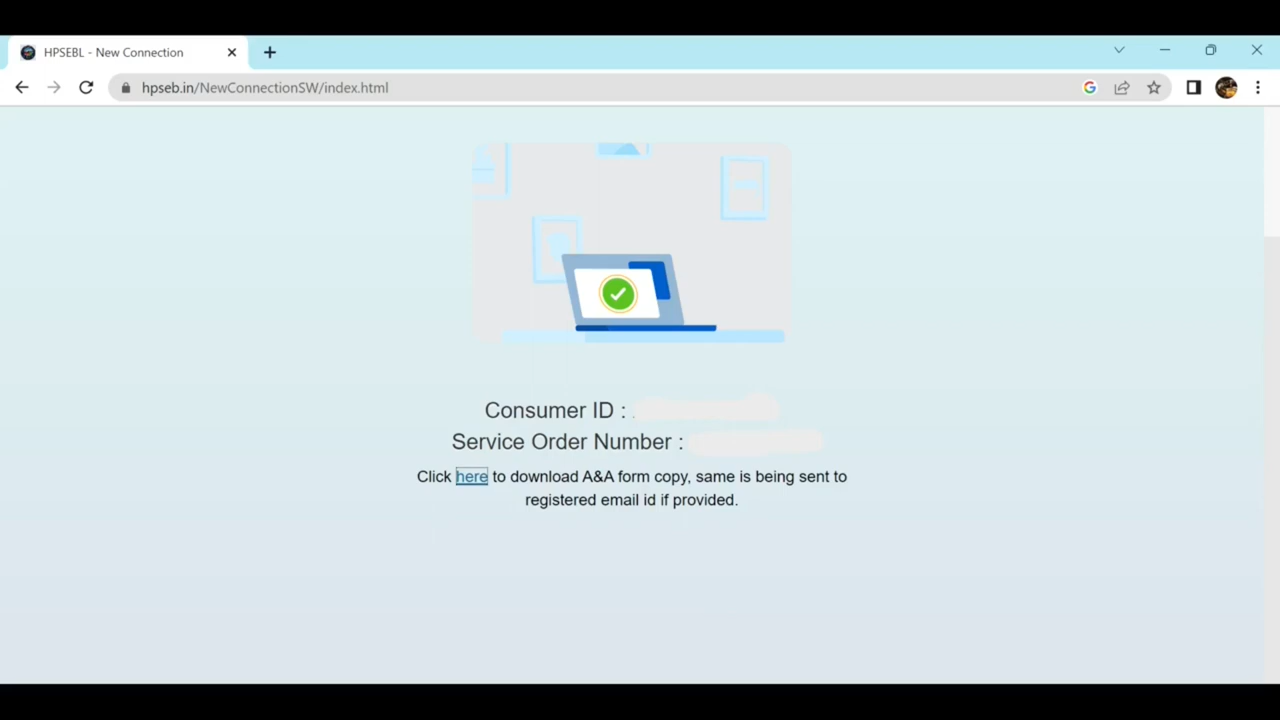 HPSEBL - New Connection
hpseb.in/NewConnectionSW/index.html
Consumer ID :
Service Order Number :
Click here to download A&A form copy, same is being sent to
registered email id if provided.